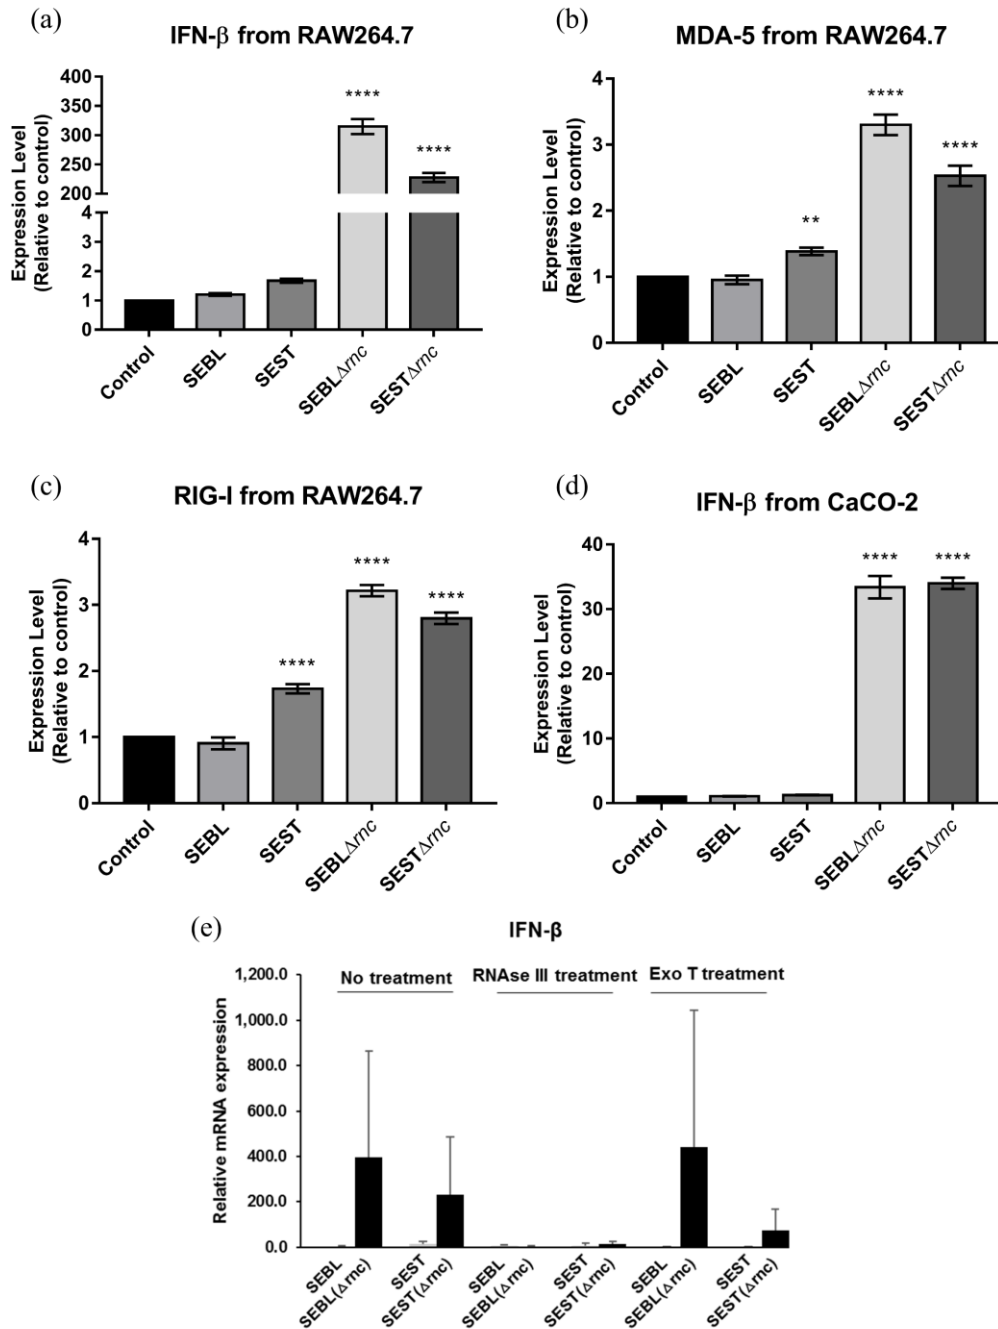 (a)
IFN-β from RAW264.7
Expression Level
(Relative to control)
400
350
300
250
200
4
3
2
1
0
****
****
Control
SEBL
SEST
SEBLΔrnc
SESTΔrnc
(b)
MDA-5 from RAW264.7
Expression Level
(Relative to control)
4
3
2
1
0
**
****
****
Control
SEBL
SEST
SEBLΔrnc
SESTΔrnc
(c)
RIG-I from RAW264.7
Expression Level
(Relative to control)
4
3
2
1
0
****
****
****
Control
SEBL
SEST
SEBLΔrnc
SESTΔrnc
(d)
IFN-β from CaCO-2
Expression Level
(Relative to control)
40
30
20
10
0
****
****
Control
SEBL
SEST
SEBLΔrnc
SESTΔrnc
(e)
IFN-β
Relative mRNA expression
1,200.0
1,000.0
800.0
600.0
400.0
200.0
0.0
No treatment
RNAse III treatment
Exo T treatment
SEBL
SEBL(Δrnc)
SEST
SEST(Δrnc)
SEBL
SEBL(Δrnc)
SEST
SEST(Δrnc)
SEBL
SEBL(Δrnc)
SEST
SEST(Δrnc)